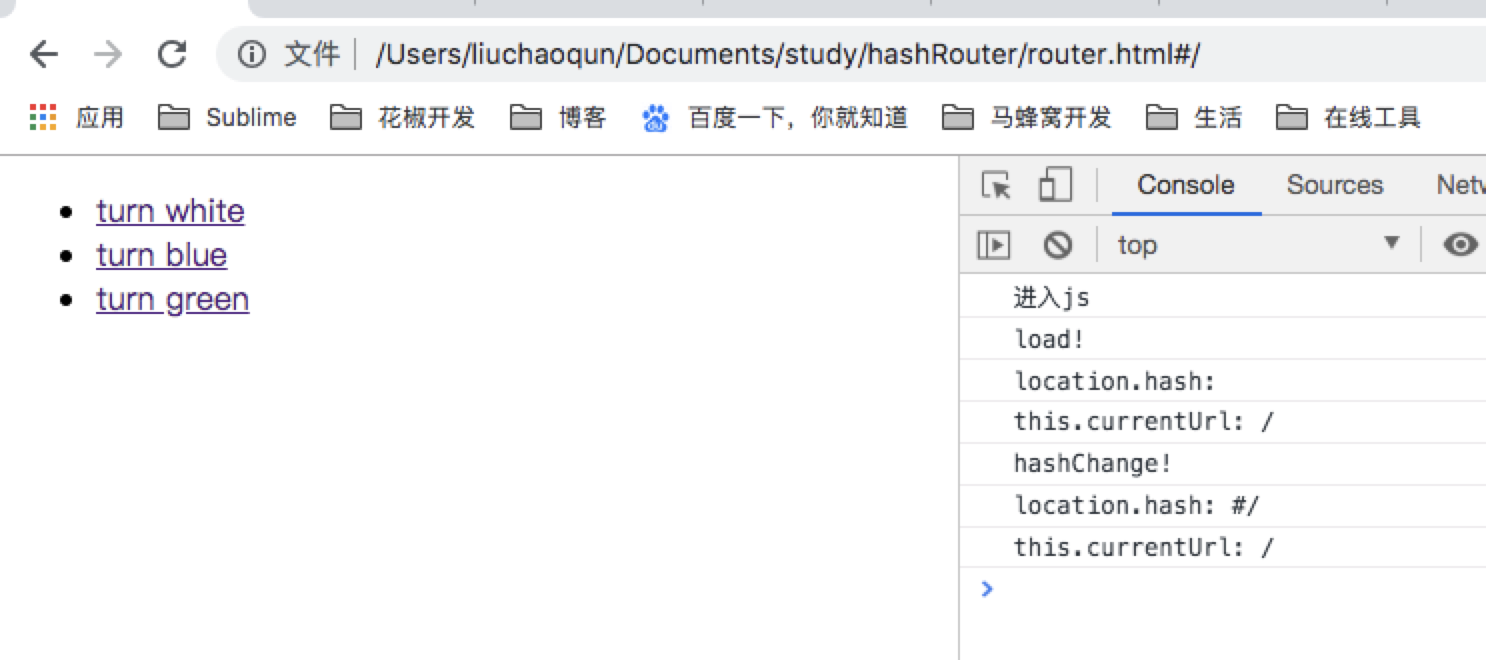 文件 /Users/liuchaoqun/Documents/study/hashRouter/router.html#/
应用 Sublime 花椒开发 博客 百度一下，你就知道 马蜂窝开发 生活 在线工具
turn white
turn blue
turn green
Console Sources Netw
top
进入js
load!
location.hash:
this.currentUrl: /
hashChange!
location.hash: #/
this.currentUrl: /